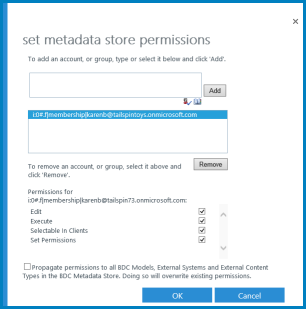 set metadata store permissions
To add an account, or group, type or select it below and click 'Add'.
Add
i:0#.f|membership|karenb@tailspintoys.onmicrosoft.com
To remove an account, or group, select it above and
click 'Remove'.
Remove
Permissions for
i:0#.f|membership|karenb@tailspin73.onmicrosoft.com:
Edit
Execute
Selectable In Clients
Set Permissions
Propagate permissions to all BDC Models, External Systems and External Content
Types in the BDC Metadata Store. Doing so will overwrite existing permissions.
OK
Cancel